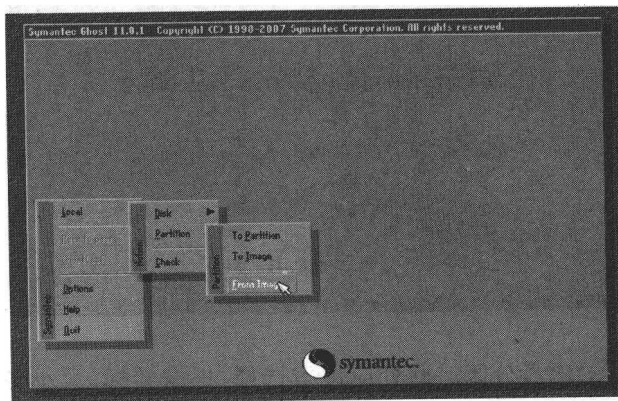 Symantec Ghost 11.0.1 Copyright (C) 1998-2007 Symantec Corporation. All rights reserved.
Local
Options
Help
Quit
Symantec
Disk
Partition
Check
To Partition
To Image
From Image
Partition
symantec.